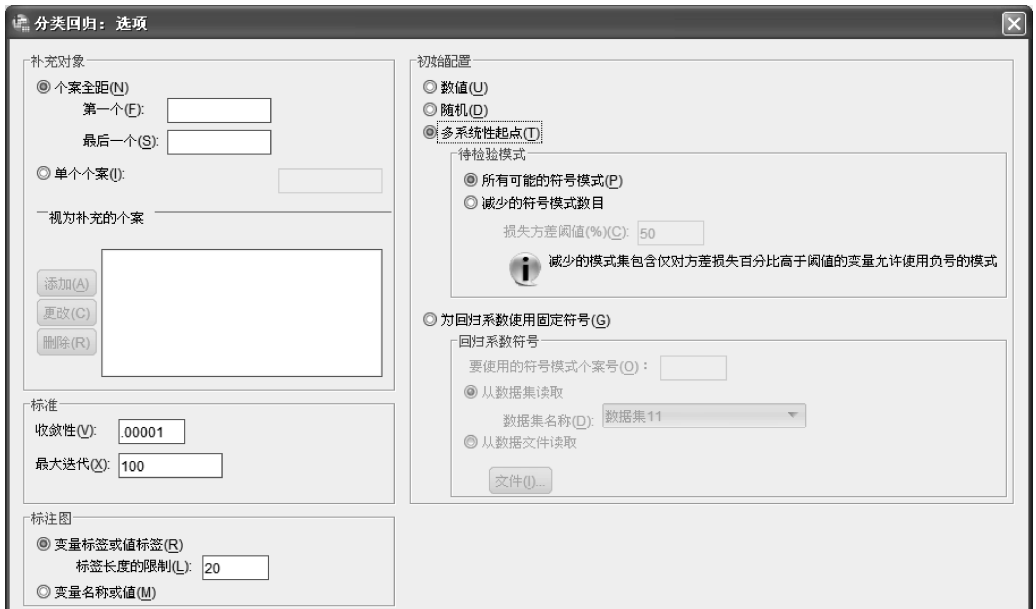 分类回归：选项
补充对象
个案全距(N)
第一个(F):
最后一个(S):
单个个案(I):
视为补充的个案
添加(A)
更改(C)
删除(R)
标准
收敛性(V): .00001
最大迭代(X): 100
标注图
变量标签或值标签(R)
标签长度的限制(L): 20
变量名称或值(M)
初始配置
数值(U)
随机(D)
多系统性起点(T)
待检验模式
所有可能的符号模式(P)
减少的符号模式数目
损失方差阈值(%)(C): 50
减少的模式集包含仅对方差损失百分比高于阈值的变量允许使用负号的模式
为回归系数使用固定符号(G)
回归系数符号
要使用的符号模式个案号(O)：
从数据集读取
数据集名称(D): 数据集11
从数据文件读取
文件(I)...